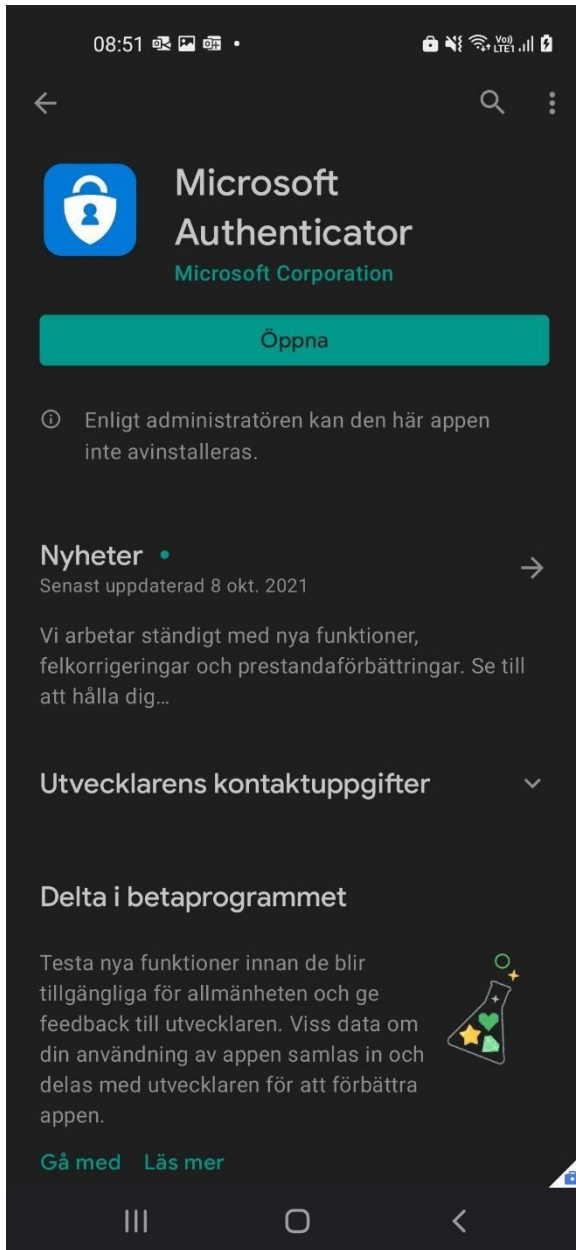 08:51
Vo)) LTE1
Microsoft
Authenticator
Microsoft Corporation
Öppna
Enligt administratören kan den här appen
inte avinstalleras.
Nyheter •
Senast uppdaterad 8 okt. 2021
Vi arbetar ständigt med nya funktioner,
felkorrigeringar och prestandaförbättringar. Se till
att hålla dig…
Utvecklarens kontaktuppgifter
Delta i betaprogrammet
Testa nya funktioner innan de blir
tillgängliga för allmänheten och ge
feedback till utvecklaren. Viss data om
din användning av appen samlas in och
delas med utvecklaren för att förbättra
appen.
Gå med Läs mer